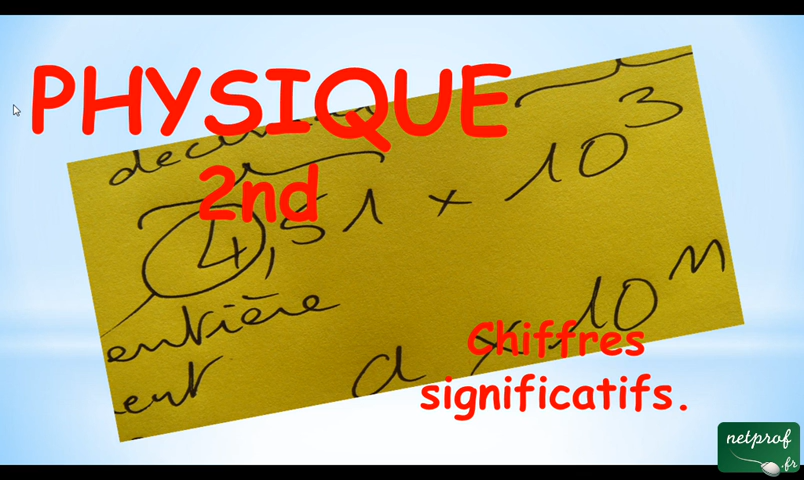 PHYSIQUE
2nd
4,51 × 10³
entière
d × 10ⁿ
Chiffres
significatifs.
netprof
.fr